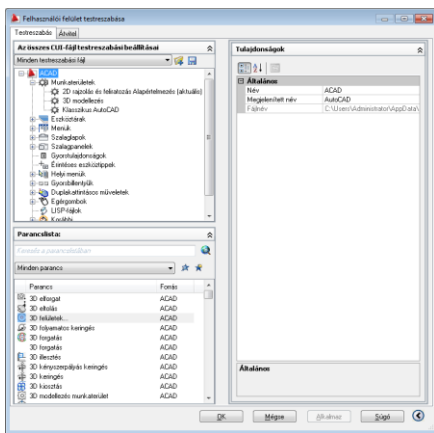 Felhasználói felület testreszabása
Testreszabás Átvitel
Az összes CUI-fájl testreszabási beállításai
Minden testreszabás fájl
ACAD
Munkaterületek
2D rajzolás és feliratozás Alapértelmezés (aktuális)
3D modellezés
Klasszikus AutoCAD
Eszköztárak
Menük
Szalaglapok
Szalagpanelek
Gyorstulajdonságok
Érintéses eszköztippek
Helyi menük
Gyorsbillentyűk
Duplakattintásos műveletek
Egérgombok
LISP-fájlok
Korábbi
Parancslista:
Keresés a parancslistában
Minden parancs
Parancs Forrás
3D elforgat ACAD
3D eltolás ACAD
3D felületek... ACAD
3D folyamatos keringés ACAD
3D forgatás ACAD
3D forgatás ACAD
3D illesztés ACAD
3D kényszerpályás keringés ACAD
3D keringés ACAD
3D kiosztás ACAD
3D modellezés munkaterület ACAD
Tulajdonságok
Általános
Név ACAD
Megjelenített név AutoCAD
Fájlnév C:\Users\Administrator\AppData\
Általános
OK Mégse Alkalmaz Súgó